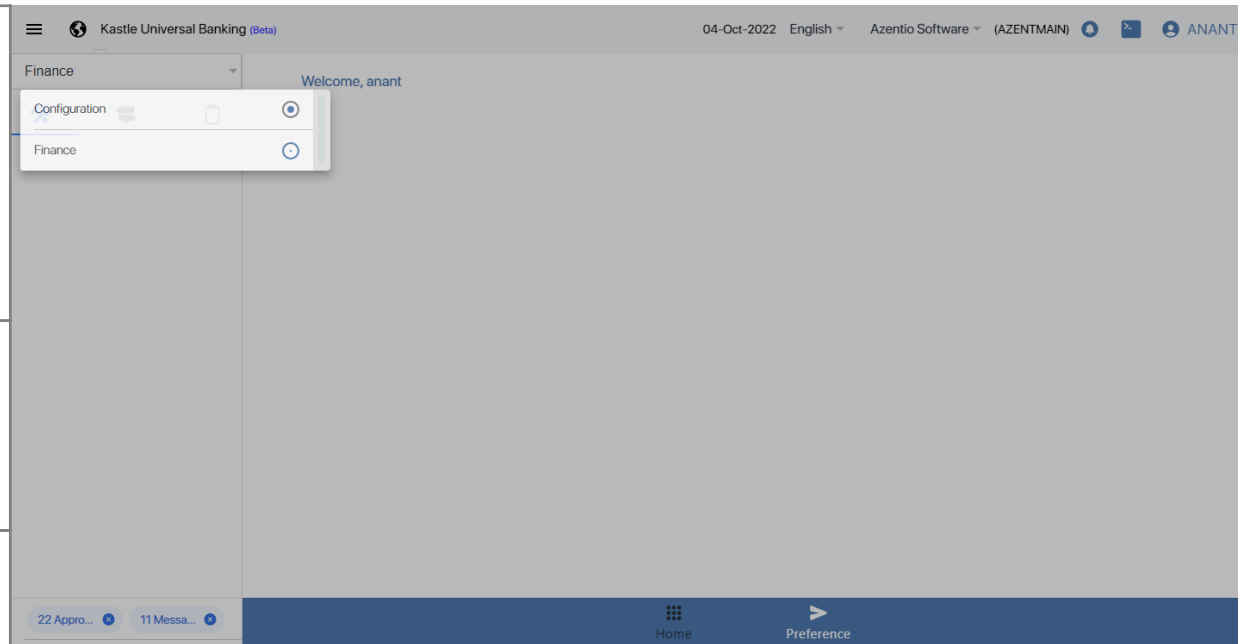 Kastle Universal Banking (Beta)
04-Oct-2022 English Azentio Software (AZENTMAIN) ANANT
Finance
Welcome, anant
Configuration
Finance
22 Appro... 11 Messa...
Home Preference